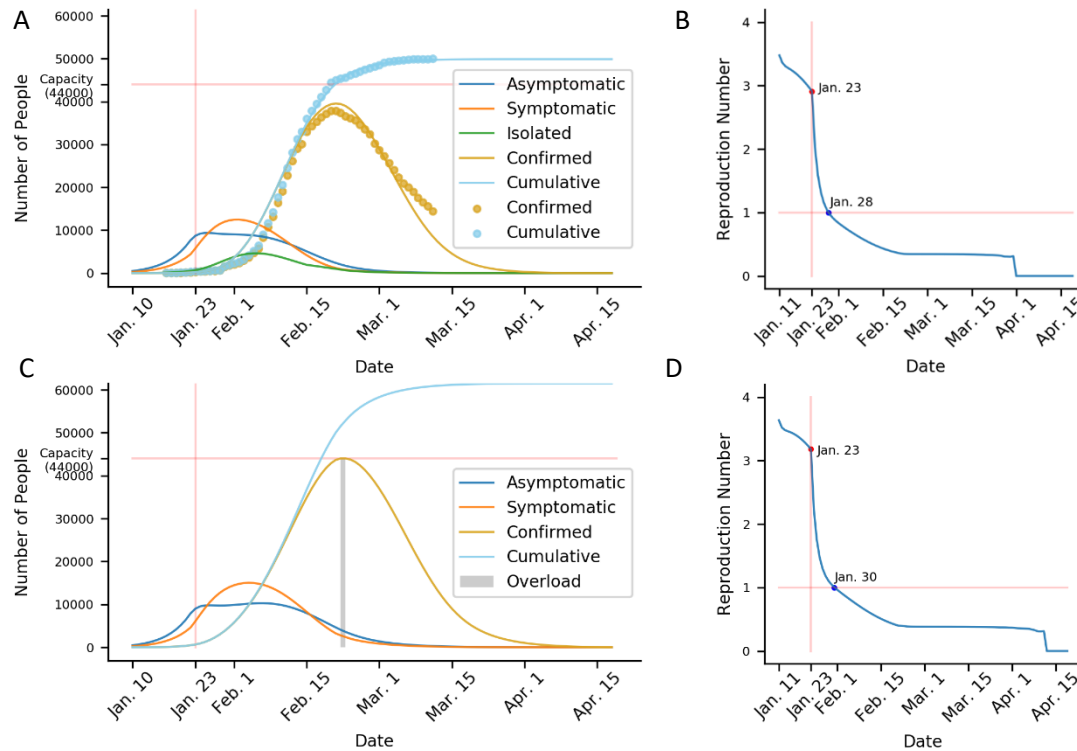 A
Number of People
60000
50000
Capacity
(44000)
40000
30000
20000
10000
0
Asymptomatic
Symptomatic
Isolated
Confirmed
Cumulative
Confirmed
Cumulative
Jan. 10
Jan. 23
Feb. 1
Feb. 15
Mar. 1
Mar. 15
Apr. 1
Apr. 15
Date
B
Reproduction Number
4
3
2
1
0
Jan. 23
Jan. 28
Jan. 11
Jan. 23
Feb. 1
Feb. 15
Mar. 1
Mar. 15
Apr. 1
Apr. 15
Date
C
Number of People
60000
50000
Capacity
(44000)
40000
30000
20000
10000
0
Asymptomatic
Symptomatic
Confirmed
Cumulative
Overload
Jan. 10
Jan. 23
Feb. 1
Feb. 15
Mar. 1
Mar. 15
Apr. 1
Apr. 15
Date
D
Reproduction Number
4
3
2
1
0
Jan. 23
Jan. 30
Jan. 11
Jan. 23
Feb. 1
Feb. 15
Mar. 1
Mar. 15
Apr. 1
Apr. 15
Date